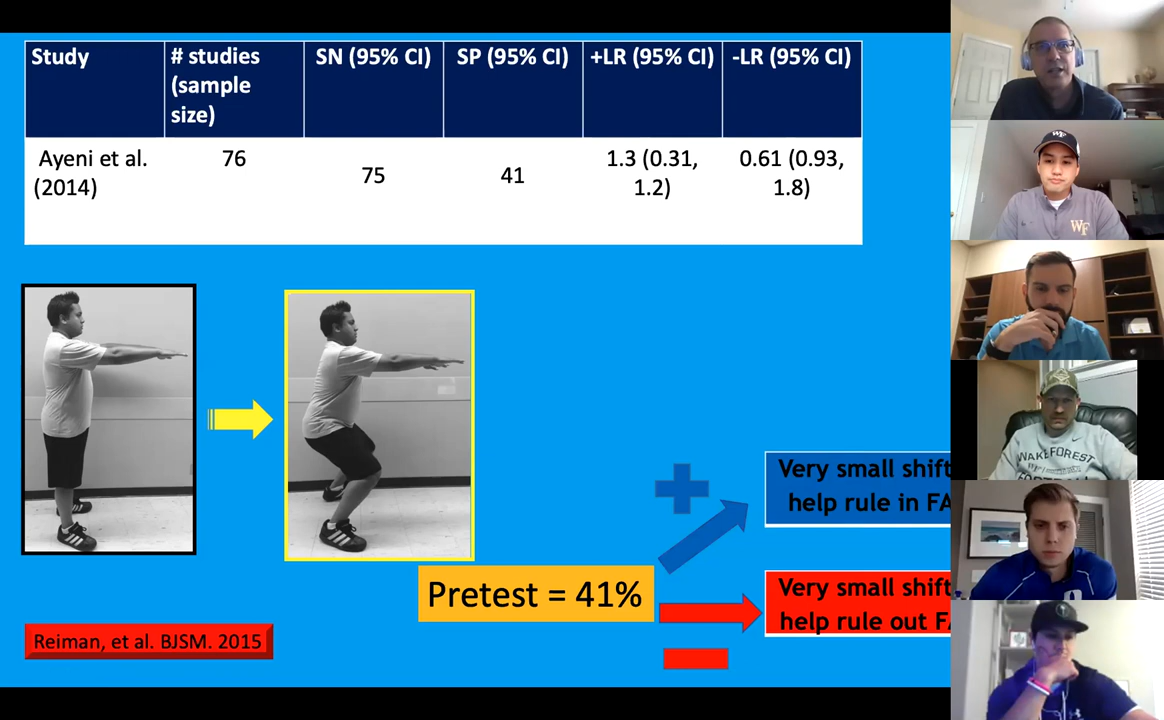 Study
# studies
(sample
size)
SN (95% CI)
SP (95% CI)
+LR (95% CI)
-LR (95% CI)
Ayeni et al.
(2014)
76
75
41
1.3 (0.31,
1.2)
0.61 (0.93,
1.8)
Very small shift
help rule in FA
Pretest = 41%
Very small shift
help rule out F
Reiman, et al. BJSM. 2015
WF
WF
WAKE FOREST
WF
FOOTBALL